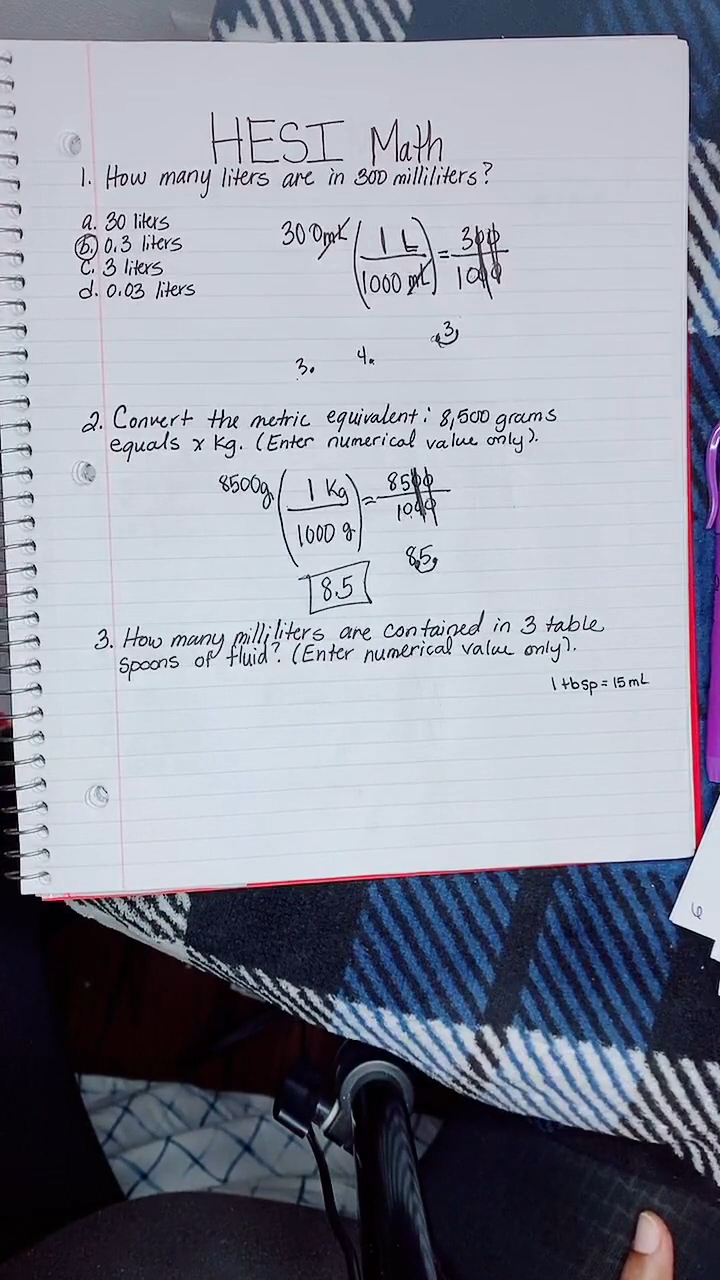 HESI Math
1. How many liters are in 300 milliliters?
a. 30 liters
b. 0.3 liters
c. 3 liters
d. 0.03 liters
300mL (1 L / 1000 mL) = 300 / 1000
.3
3. 4.
2. Convert the metric equivalent: 8,500 grams
equals x Kg. (Enter numerical value only).
8500g (1 Kg / 1000 g) = 8500 / 1000
8.5
8.5
3. How many milliliters are contained in 3 table
spoons of fluid? (Enter numerical value only).
1 tbsp = 15 mL
6